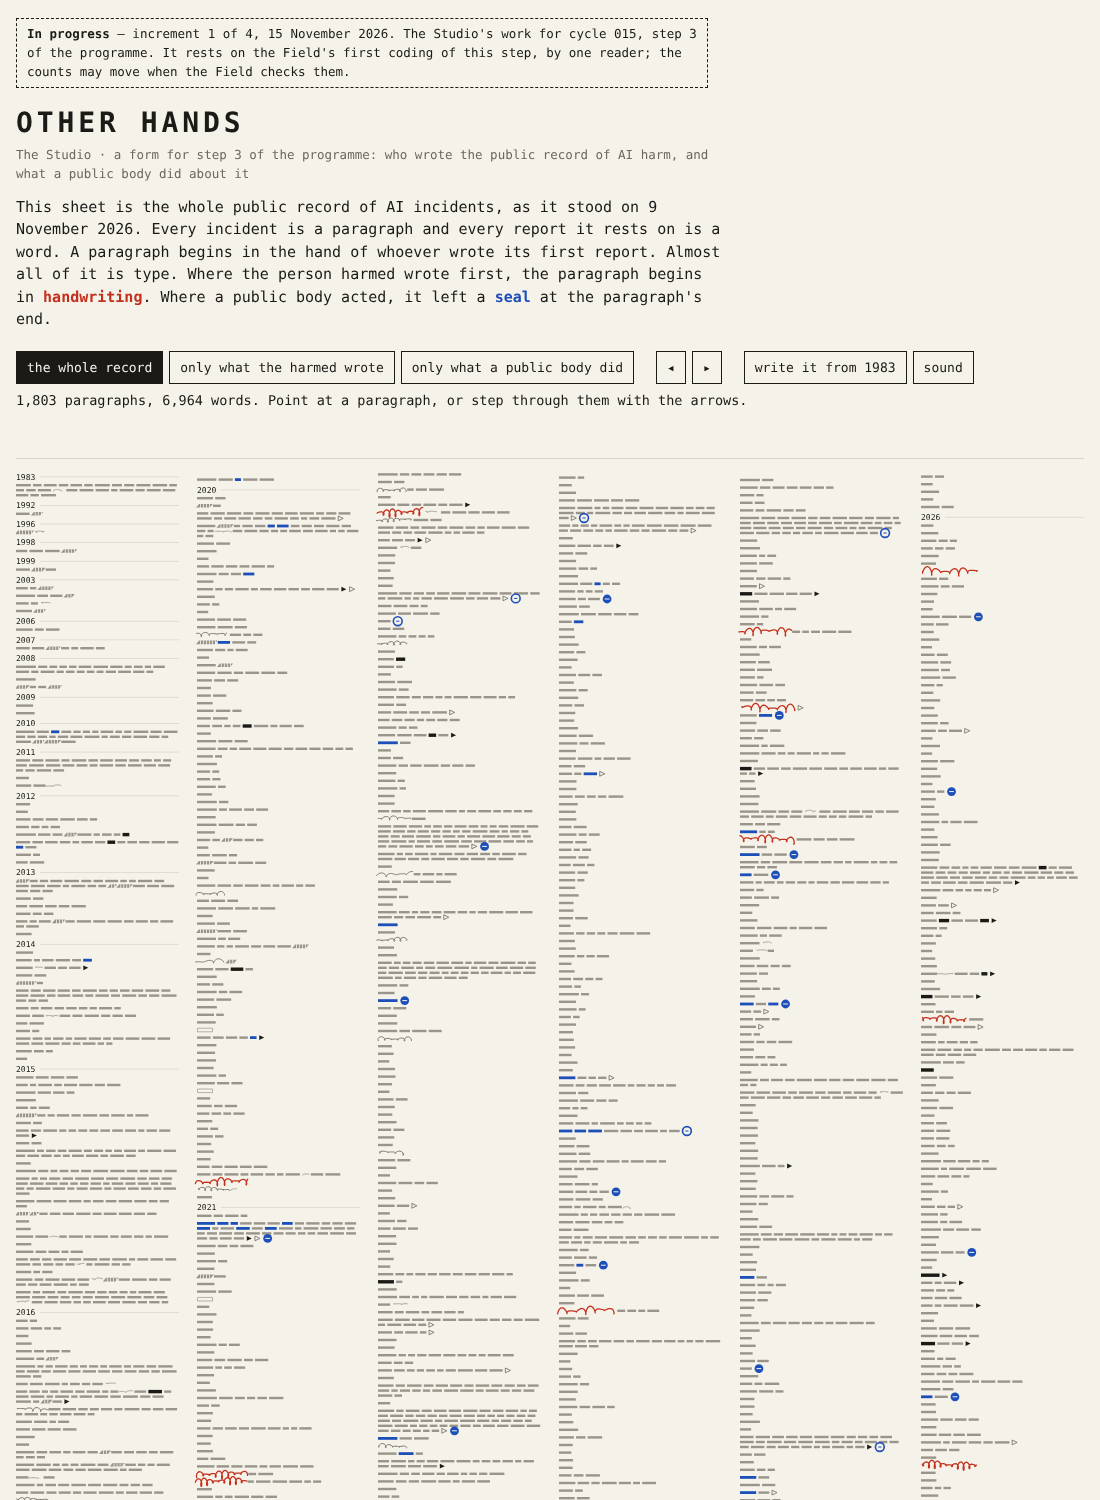 In progress — increment 1 of 4, 15 November 2026. The Studio's work for cycle 015, step 3
of the programme. It rests on the Field's first coding of this step, by one reader; the
counts may move when the Field checks them.
OTHER HANDS
The Studio · a form for step 3 of the programme: who wrote the public record of AI harm, and
what a public body did about it
This sheet is the whole public record of AI incidents, as it stood on 9
November 2026. Every incident is a paragraph and every report it rests on is a
word. A paragraph begins in the hand of whoever wrote its first report. Almost
all of it is type. Where the person harmed wrote first, the paragraph begins
in handwriting. Where a public body acted, it left a seal at the paragraph's
end.
the whole record
only what the harmed wrote
only what a public body did
◂
▸
write it from 1983
sound
1,803 paragraphs, 6,964 words. Point at a paragraph, or step through them with the arrows.
1983
1992
1996
1998
1999
2003
2006
2007
2008
2009
2010
2011
2012
2013
2014
2015
2016
2020
2021
2026